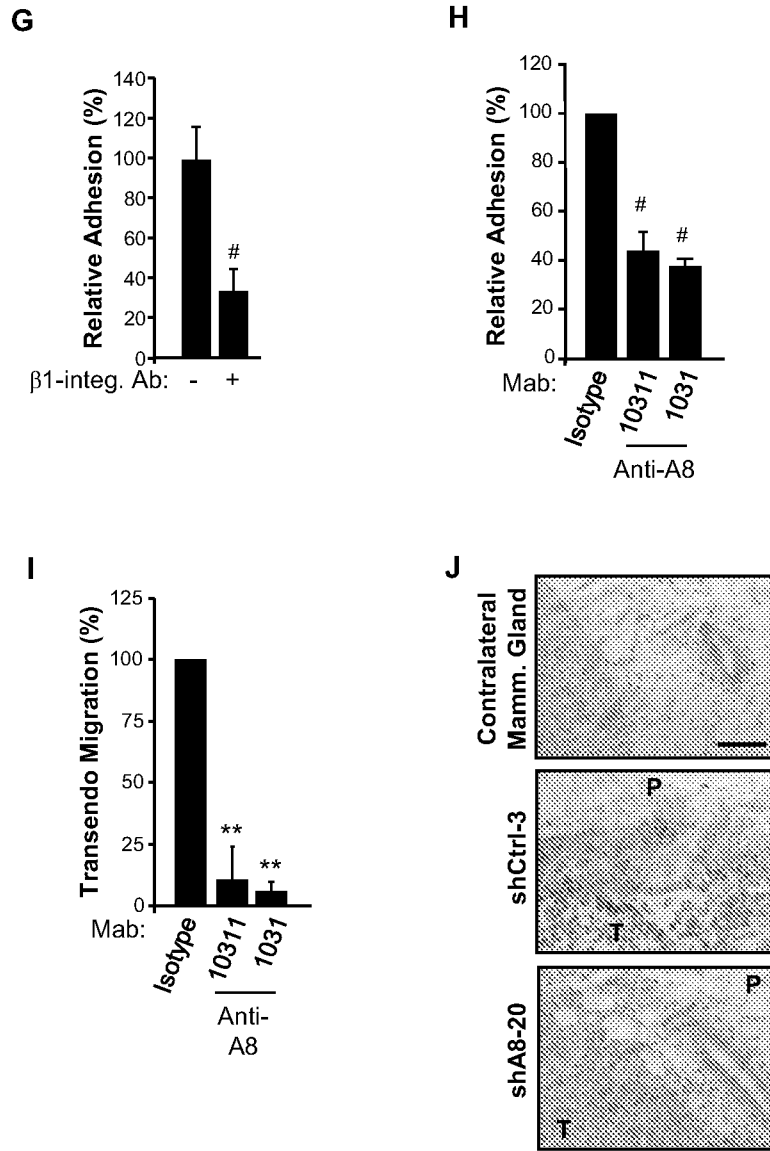 G
Relative Adhesion (%)
140
120
100
80
60
40
20
0
#
β1-integ. Ab: - +
H
Relative Adhesion (%)
120
100
80
60
40
20
0
#
#
Mab:
Isotype
10311
1031
Anti-A8
I
Transendo Migration (%)
125
100
75
50
25
0
**
**
Mab:
Isotype
10311
1031
Anti-
A8
J
Contralateral
Mamm. Gland
shCtrl-3
P
T
shA8-20
P
T